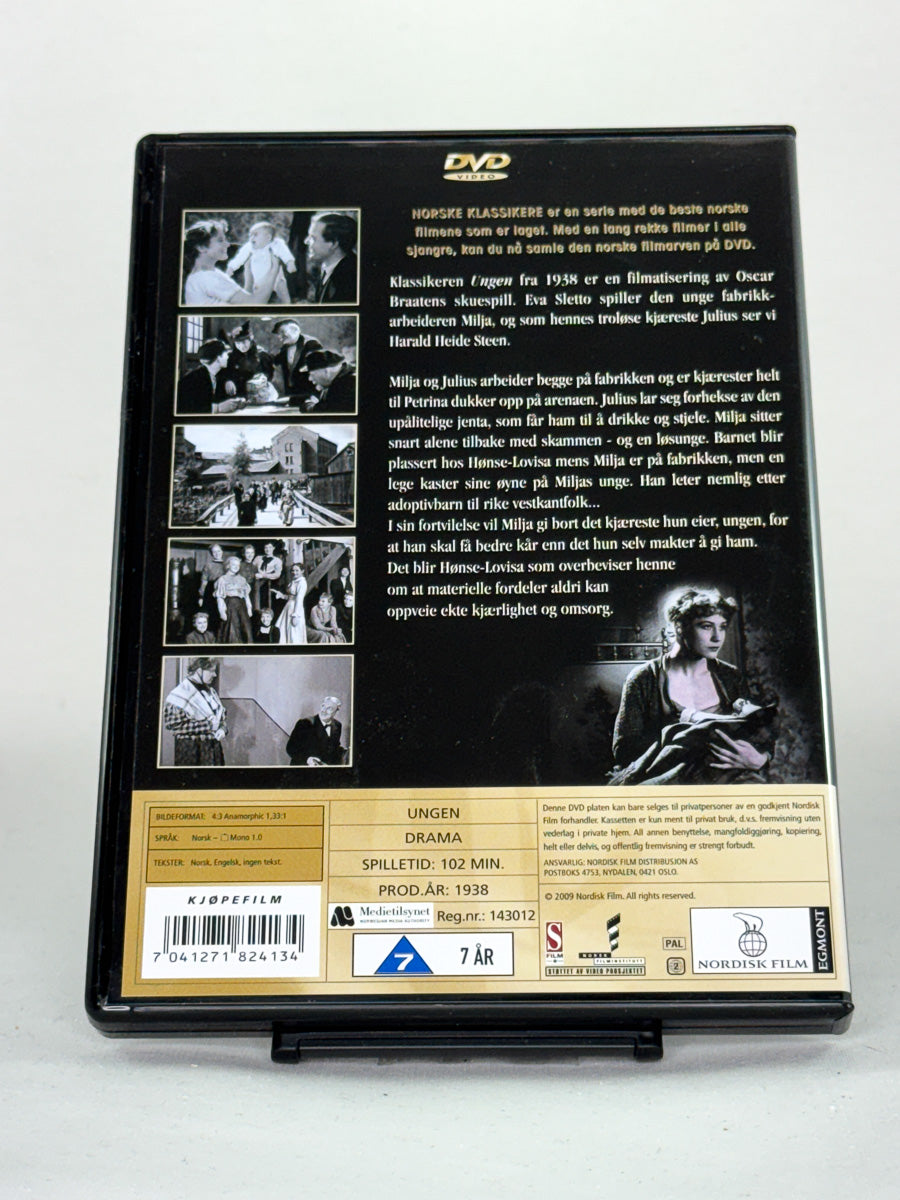 DVD
VIDEO
NORSKE KLASSIKERE er en serie med de beste norske
filmene som er laget. Med en lang rekke filmer i alle
sjangre, kan du nå samle den norske filmarven på DVD.
Klassikeren Ungen fra 1938 er en filmatisering av Oscar
Braatens skuespill. Eva Sletto spiller den unge fabrikk-
arbeideren Milja, og som hennes troløse kjæreste Julius ser vi
Harald Heide Steen.
Milja og Julius arbeider begge på fabrikken og er kjærester helt
til Petrina dukker opp på arenaen. Julius lar seg forhekse av den
upålitelige jenta, som får ham til å drikke og stjele. Milja sitter
snart alene tilbake med skammen - og en løsunge. Barnet blir
plassert hos Hønse-Lovisa mens Milja er på fabrikken, men en
lege kaster sine øyne på Miljas unge. Han leter nemlig etter
adoptivbarn til rike vestkantfolk...
I sin fortvilelse vil Milja gi bort det kjæreste hun eier, ungen, for
at han skal få bedre kår enn det hun selv makter å gi ham.
Det blir Hønse-Lovisa som overbeviser henne
om at materielle fordeler aldri kan
oppveie ekte kjærlighet og omsorg.
BILDEFORMAT: 4:3 Anamorphic 1,33:1
SPRÅK: Norsk – Mono 1.0
TEKSTER: Norsk, Engelsk, ingen tekst.
KJØPEFILM
7 041271 824134
UNGEN
DRAMA
SPILLETID: 102 MIN.
PROD.ÅR: 1938
Medietilsynet
NORWEGIAN MEDIA AUTHORITY
Reg.nr.: 143012
7
7 ÅR
Denne DVD platen kan bare selges til privatpersoner av en godkjent Nordisk
Film forhandler. Kassetten er kun ment til privat bruk, d.v.s. fremvisning uten
vederlag i private hjem. All annen benyttelse, mangfoldiggjøring, kopiering,
helt eller delvis, og offentlig fremvisning er strengt forbudt.
ANSVARLIG: NORDISK FILM DISTRIBUSJON AS
POSTBOKS 4753, NYDALEN, 0421 OSLO.
© 2009 Nordisk Film. All rights reserved.
S
FILM
NORSK
FILMINSTITUTT
STØTTET AV VIDEO PROSJEKTET
PAL
2
NORDISK FILM
EGMONT